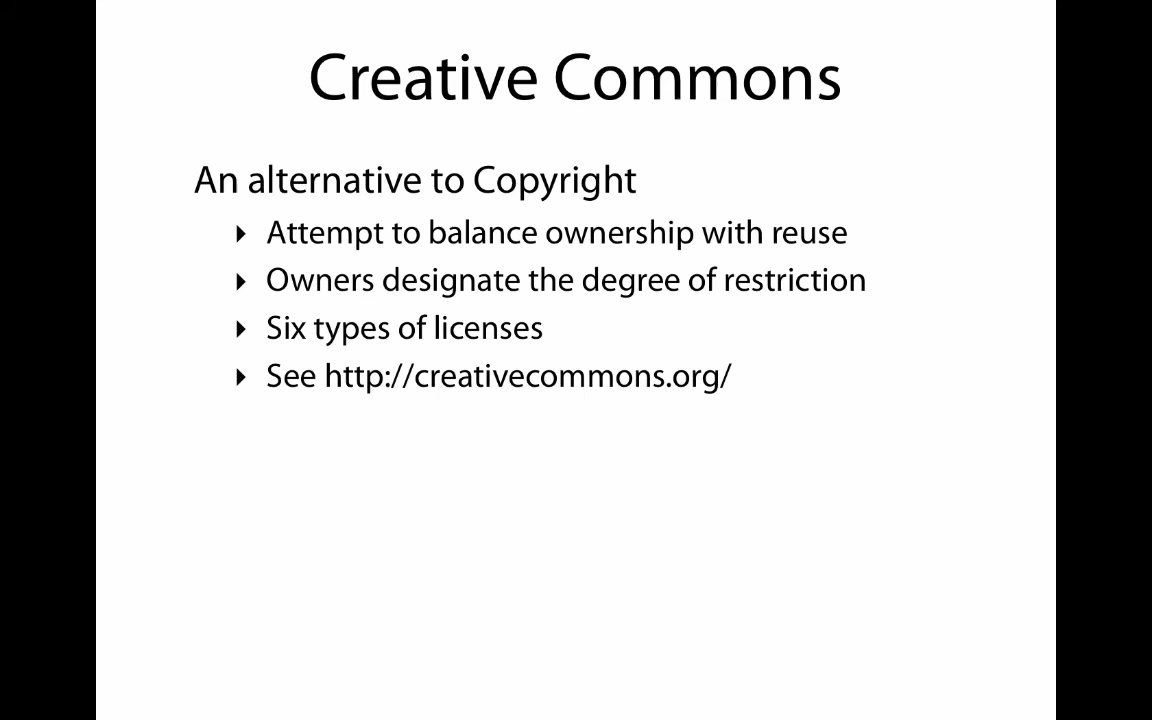 Creative Commons
An alternative to Copyright
Attempt to balance ownership with reuse
Owners designate the degree of restriction
Six types of licenses
See http://creativecommons.org/